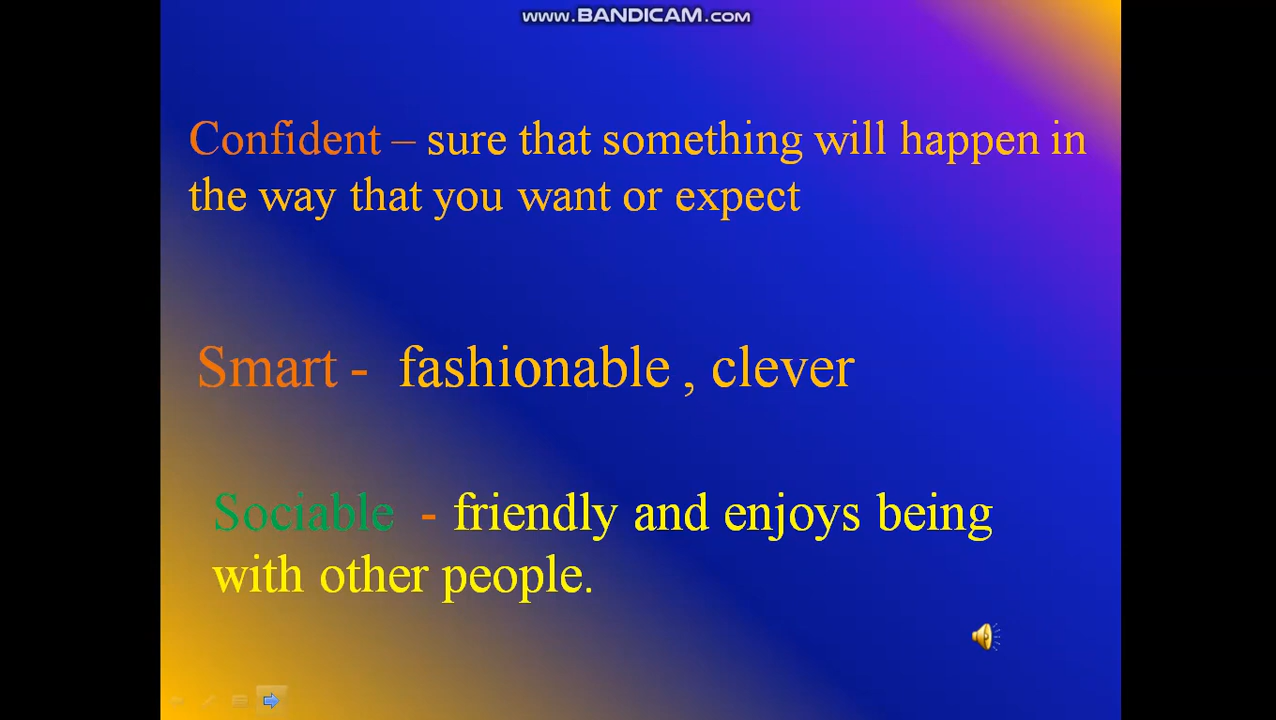 www.BANDICAM.com
Confident – sure that something will happen in
the way that you want or expect
Smart - fashionable , clever
Sociable - friendly and enjoys being
with other people.